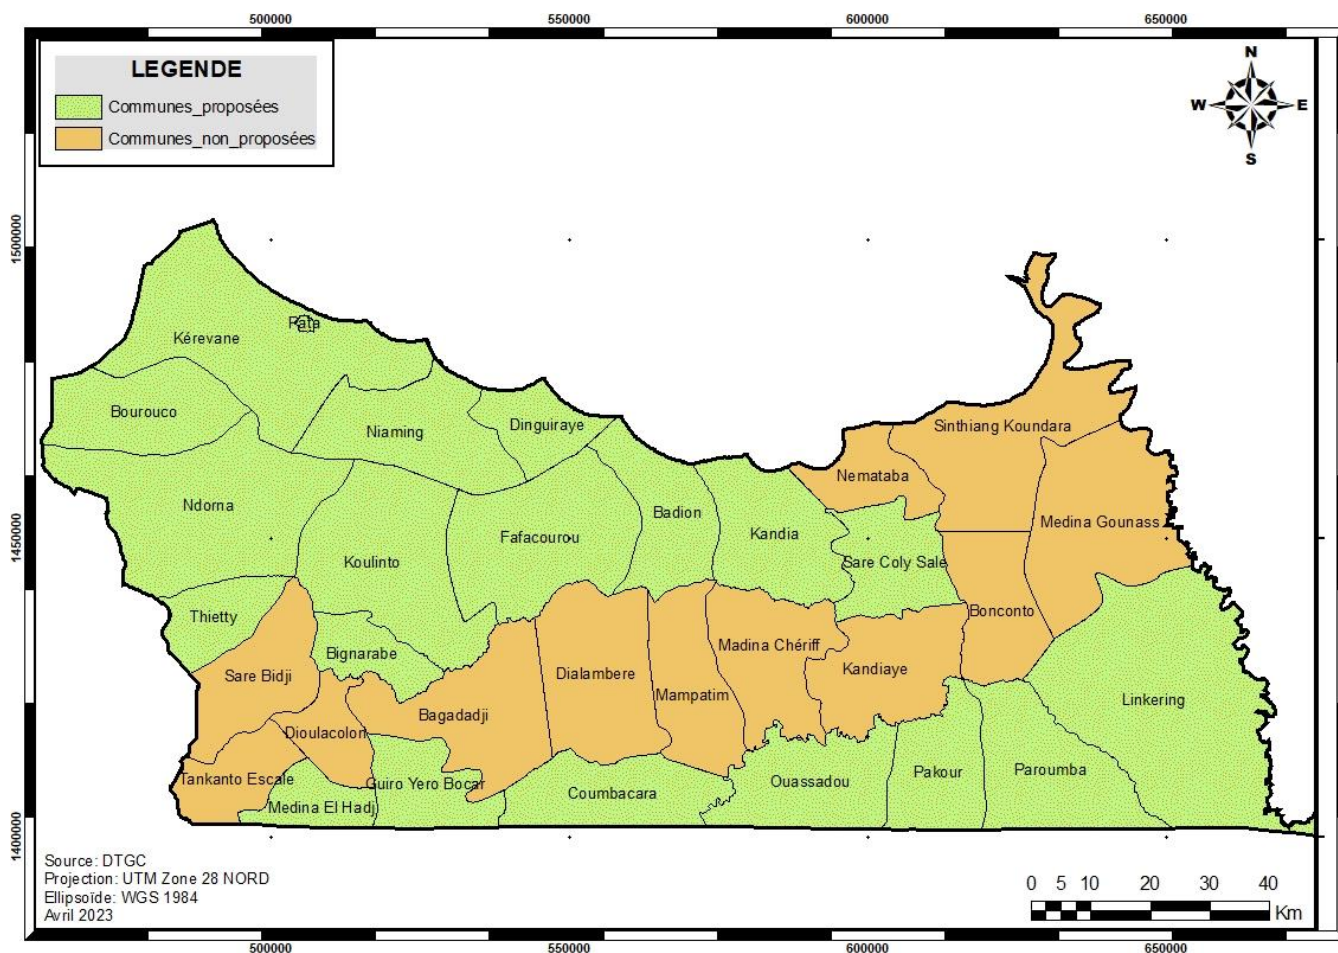 500000
550000
600000
650000
LEGENDE
Communes_proposées
Communes_non_proposées
N
W
E
S
1500000
1450000
1400000
Pata
Kérevane
Bourouco
Niaming
Dinguiraye
Sinthiang Koundara
Nemataba
Ndorna
Badion
Medina Gounass
Fafacourou
Kandia
Koulinto
Sare Coly Sale
Thietty
Bonconto
Bignarabe
Madina Chériff
Sare Bidji
Dialambere
Kandiaye
Mampatim
Linkering
Bagadadji
Dioulacolon
Tankanto Escale
Guiro Yero Bocar
Ouassadou
Pakour
Paroumba
Coumbacara
Medina El Hadj
Source: DTGC
Projection: UTM Zone 28 NORD
Ellipsoïde: WGS 1984
Avril 2023
0 5 10 20 30 40
Km
1500000
1450000
1400000
500000
550000
600000
650000